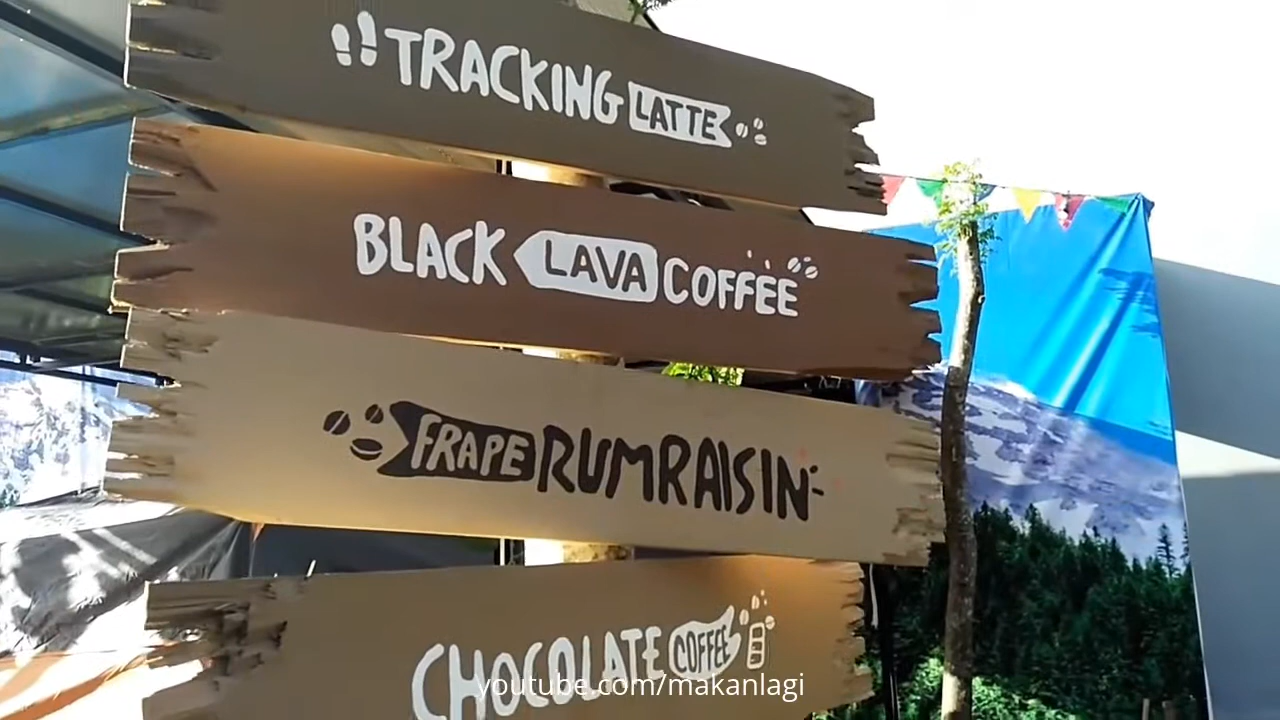 TRACKING LATTE
BLACK LAVA COFFEE
FRAPE RUMRAISIN
CHOCOLATE COFFEE
youtube.com/makanlagi